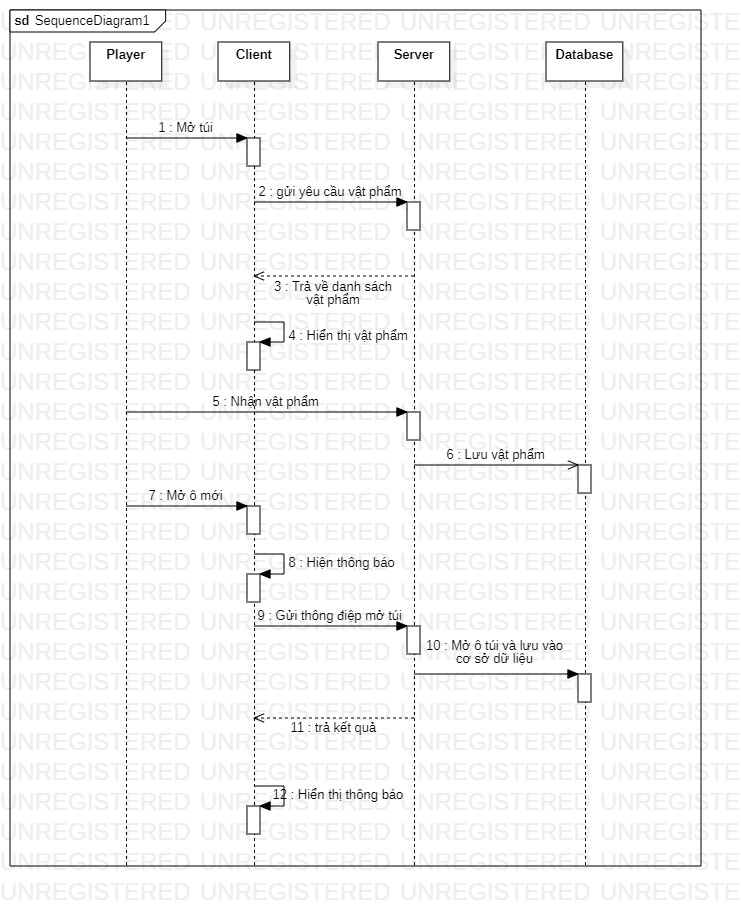 sd SequenceDiagram1
Player
Client
Server
Database
1 : Mở túi
2 : gửi yêu cầu vật phẩm
3 : Trả về danh sách
vật phẩm
4 : Hiển thị vật phẩm
5 : Nhận vật phẩm
6 : Lưu vật phẩm
7 : Mở ô mới
8 : Hiện thông báo
9 : Gửi thông điệp mở túi
10 : Mở ô túi và lưu vào
cơ sở dữ liệu
11 : trả kết quả
12 : Hiển thị thông báo
UNREGISTERED